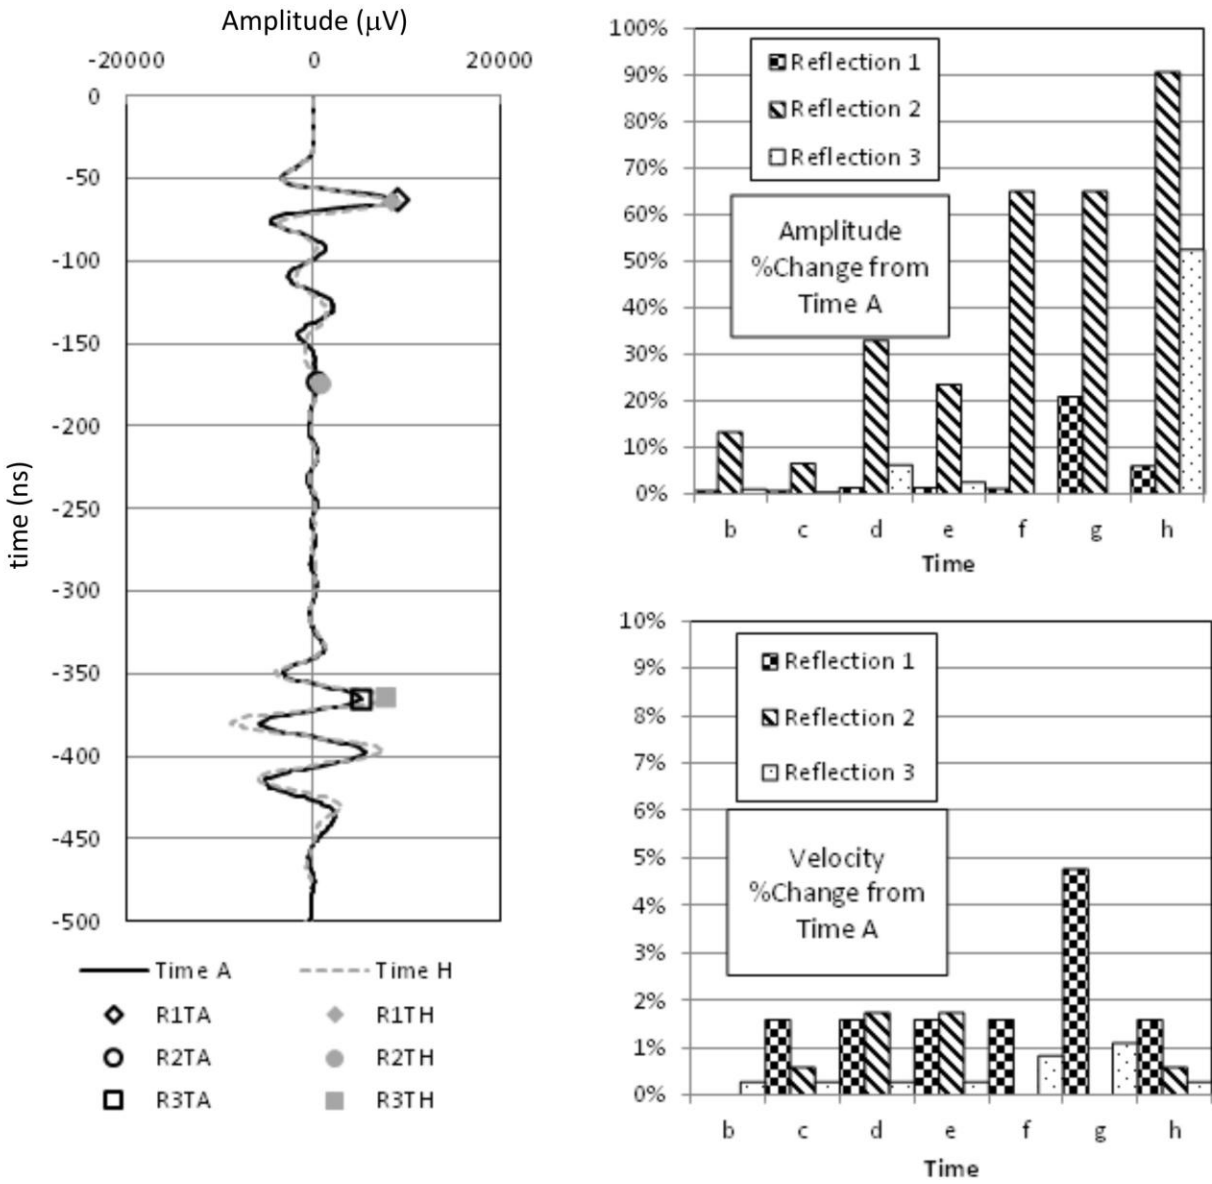 Amplitude (μV)
-20000 0 20000
0
-50
-100
-150
-200
-250
-300
-350
-400
-450
-500
time (ns)
Time A Time H
R1TA R1TH
R2TA R2TH
R3TA R3TH
100%
90%
80%
70%
60%
50%
40%
30%
20%
10%
0%
Reflection 1
Reflection 2
Reflection 3
Amplitude
%Change from
Time A
b c d e f g h
Time
10%
9%
8%
7%
6%
5%
4%
3%
2%
1%
0%
Reflection 1
Reflection 2
Reflection 3
Velocity
%Change from
Time A
b c d e f g h
Time